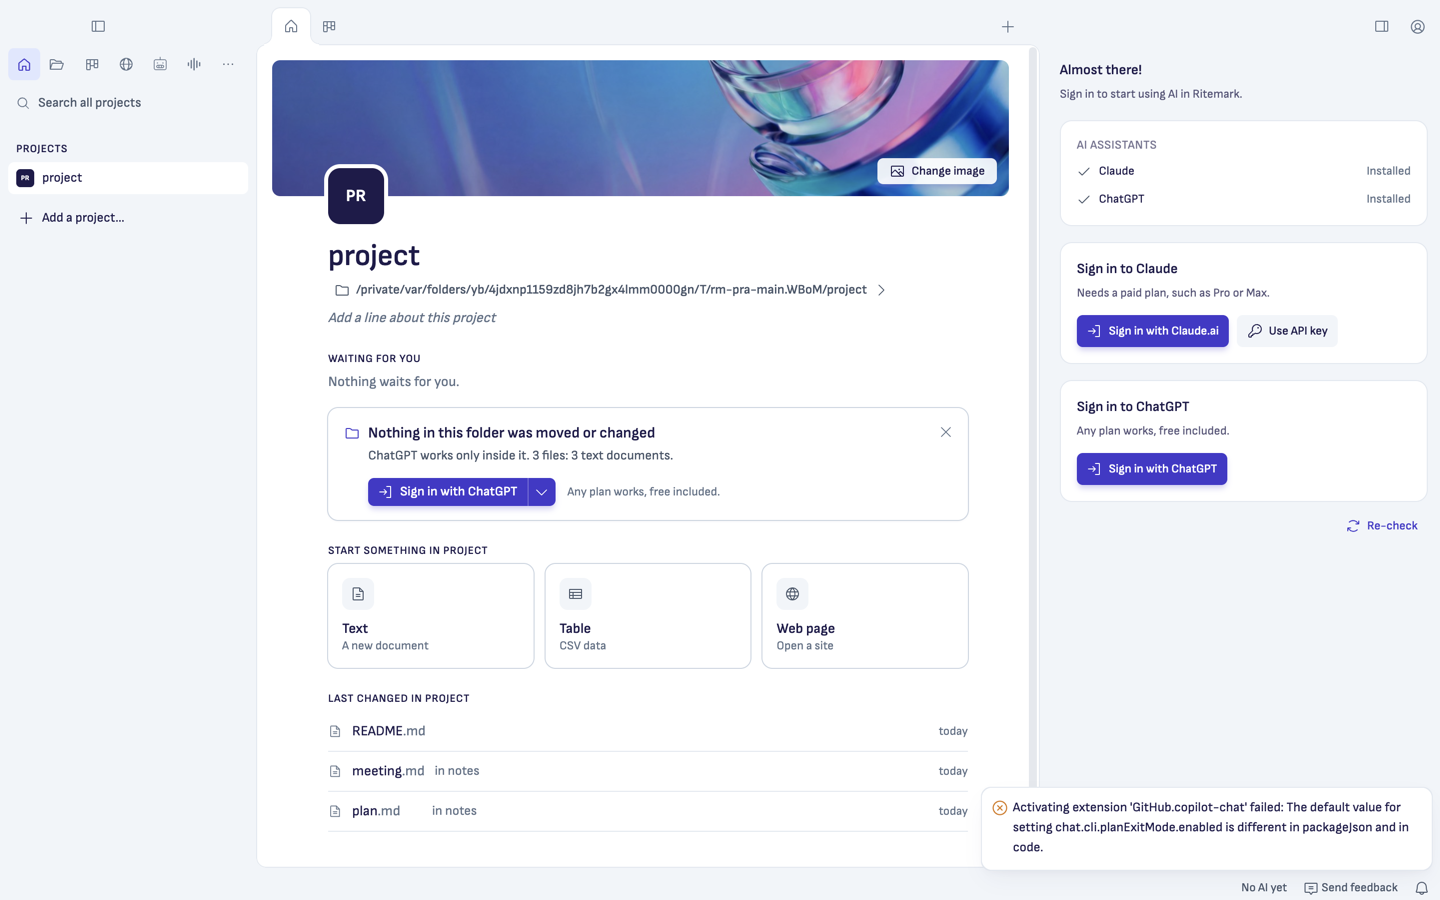 Search all projects
PROJECTS
PR project
Add a project...
Change image
PR
project
/private/var/folders/yb/4jdxnp1159zd8jh7b2gx4lmm0000gn/T/rm-pra-main.WBoM/project
Add a line about this project
WAITING FOR YOU
Nothing waits for you.
Nothing in this folder was moved or changed
ChatGPT works only inside it. 3 files: 3 text documents.
Sign in with ChatGPT
Any plan works, free included.
START SOMETHING IN PROJECT
Text
A new document
Table
CSV data
Web page
Open a site
LAST CHANGED IN PROJECT
README.md today
meeting.md in notes today
plan.md in notes today
Almost there!
Sign in to start using AI in Ritemark.
AI ASSISTANTS
Claude Installed
ChatGPT Installed
Sign in to Claude
Needs a paid plan, such as Pro or Max.
Sign in with Claude.ai
Use API key
Sign in to ChatGPT
Any plan works, free included.
Sign in with ChatGPT
Re-check
Activating extension 'GitHub.copilot-chat' failed: The default value for
setting chat.cli.planExitMode.enabled is different in packageJson and in
code.
No AI yet
Send feedback